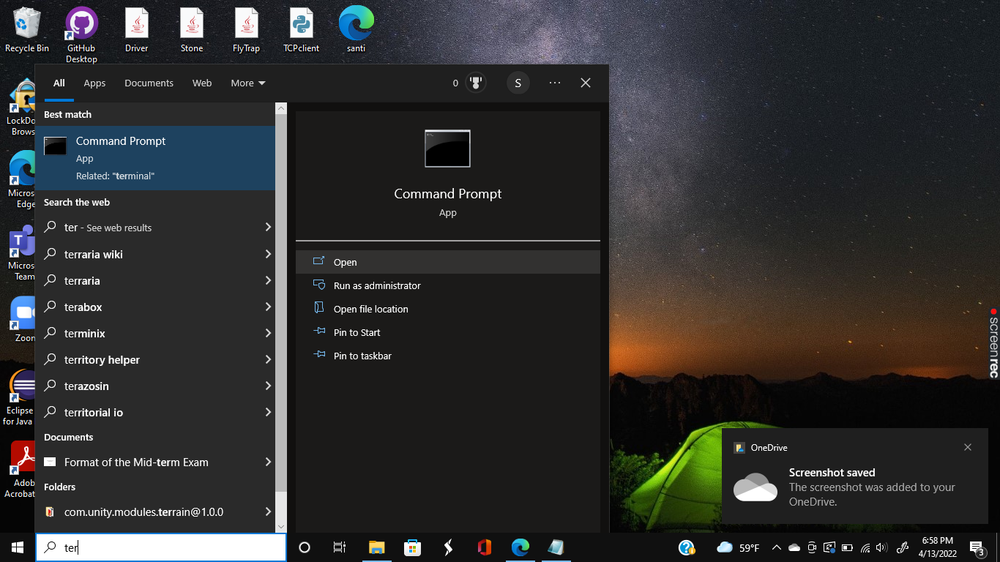 Recycle Bin
GitHub
Desktop
Driver
Stone
FlyTrap
TCPclient
santi
LockDo
Brows
Micros
Edge
Micros
Team
Zoon
Eclipse
for Java
Adob
Acrobat
All
Apps
Documents
Web
More
0
S
Best match
Command Prompt
App
Related: "terminal"
Search the web
ter - See web results
terraria wiki
terraria
terabox
terminix
territory helper
terazosin
territorial io
Documents
Format of the Mid-term Exam
Folders
com.unity.modules.terrain@1.0.0
ter
Command Prompt
App
Open
Run as administrator
Open file location
Pin to Start
Pin to taskbar
screenrec
OneDrive
Screenshot saved
The screenshot was added to your
OneDrive.
59°F
6:58 PM
4/13/2022
3